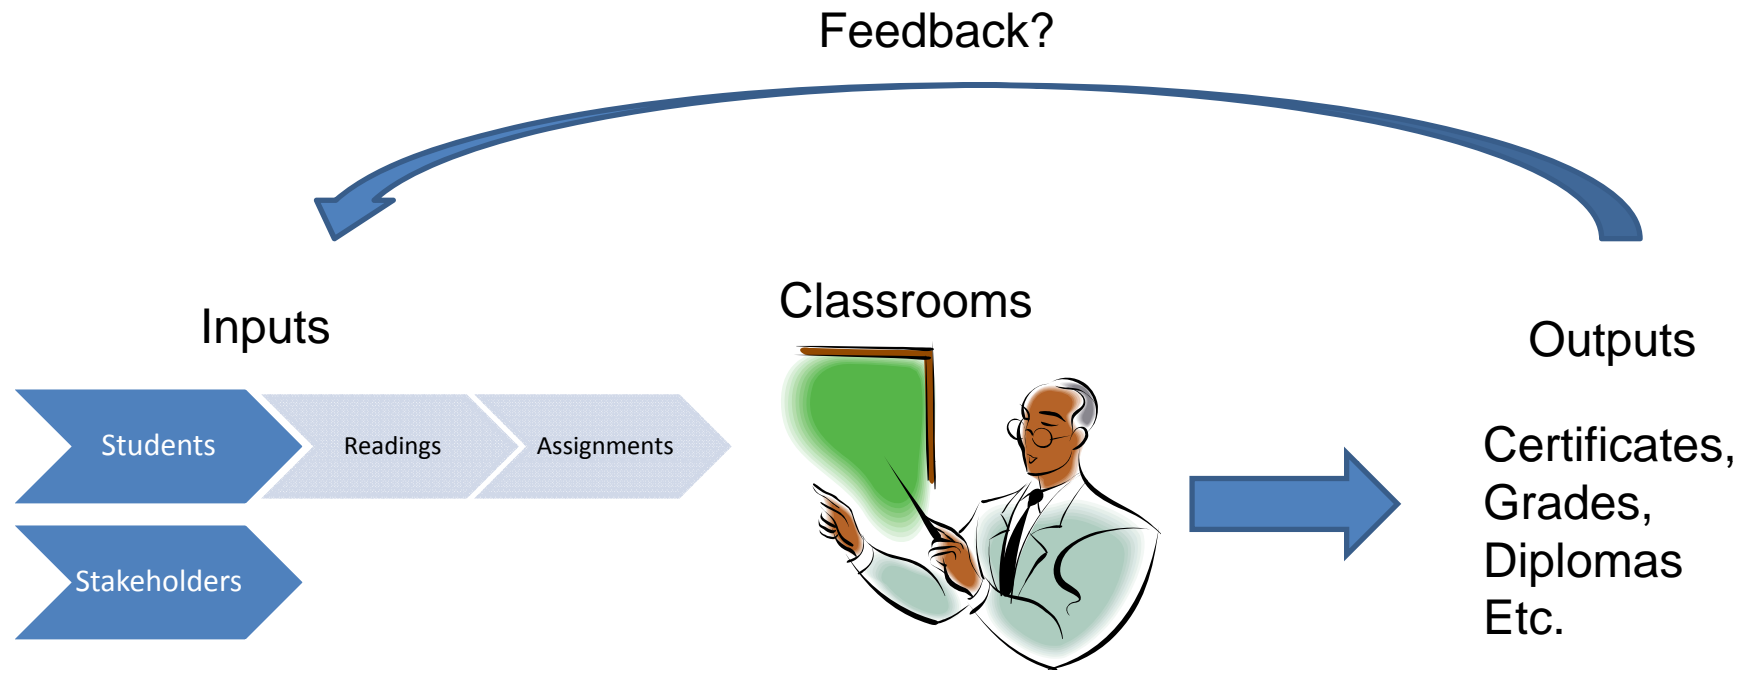 Feedback?
Inputs
Classrooms
Outputs
Students
Readings
Assignments
Stakeholders
Certificates,
Grades,
Diplomas
Etc.